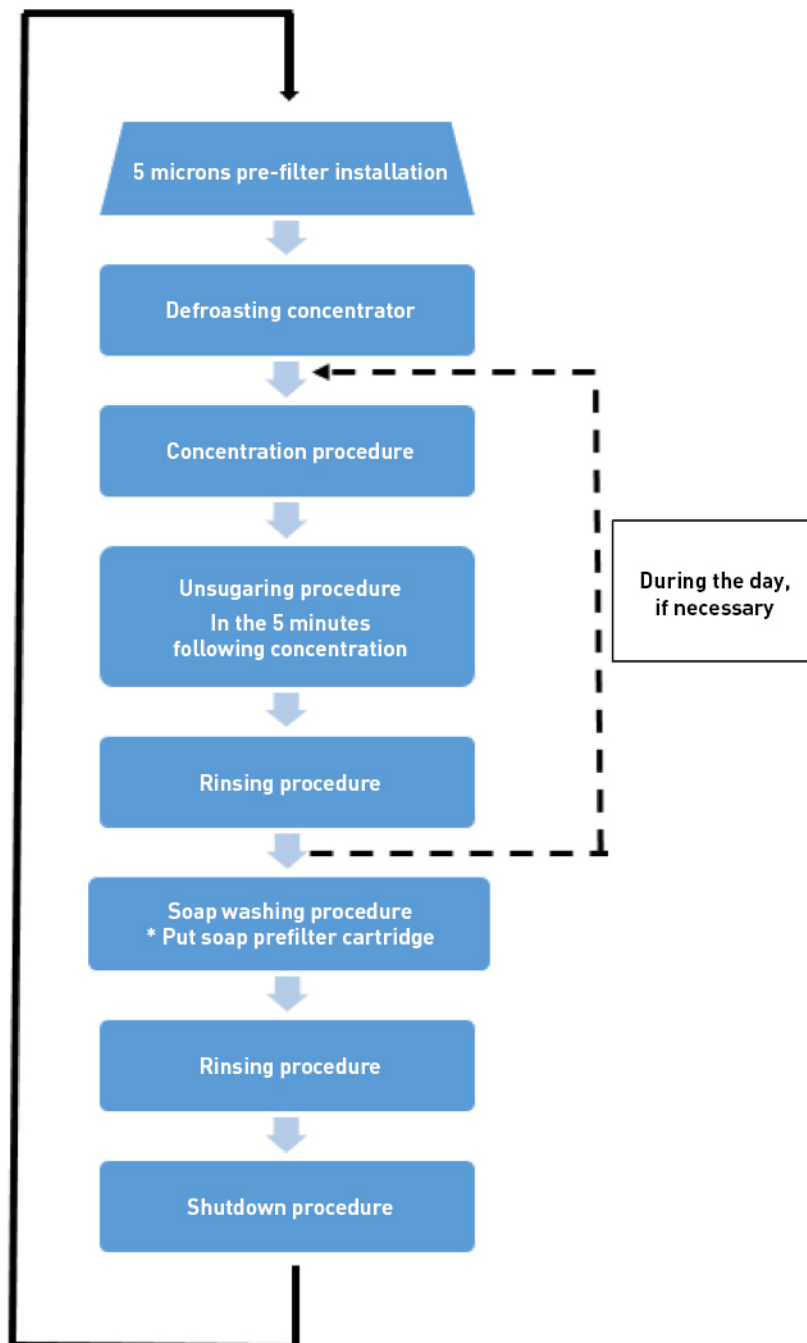 5 microns pre-filter installation
Defroasting concentrator
Concentration procedure
Unsugaring procedure
In the 5 minutes
following concentration
During the day,
if necessary
Rinsing procedure
Soap washing procedure
* Put soap prefilter cartridge
Rinsing procedure
Shutdown procedure